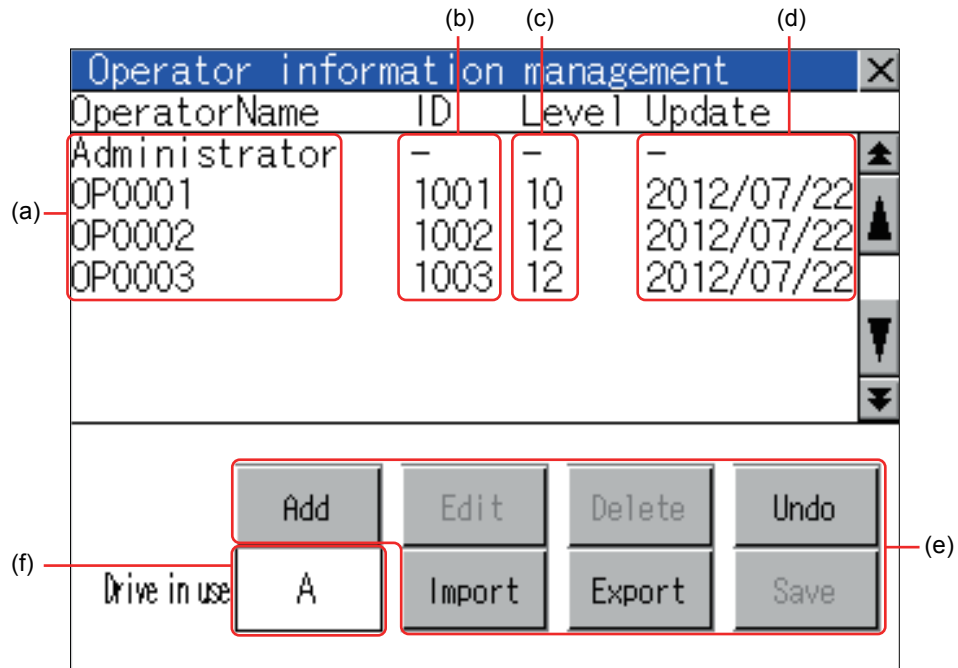 (b) (c) (d)
Operator information management
OperatorName ID Level Update
Administrator - - -
OP0001 1001 10 2012/07/22
OP0002 1002 12 2012/07/22
OP0003 1003 12 2012/07/22
(a)
Add Edit Delete Undo
(e)
(f)
Drive in use A Import Export Save